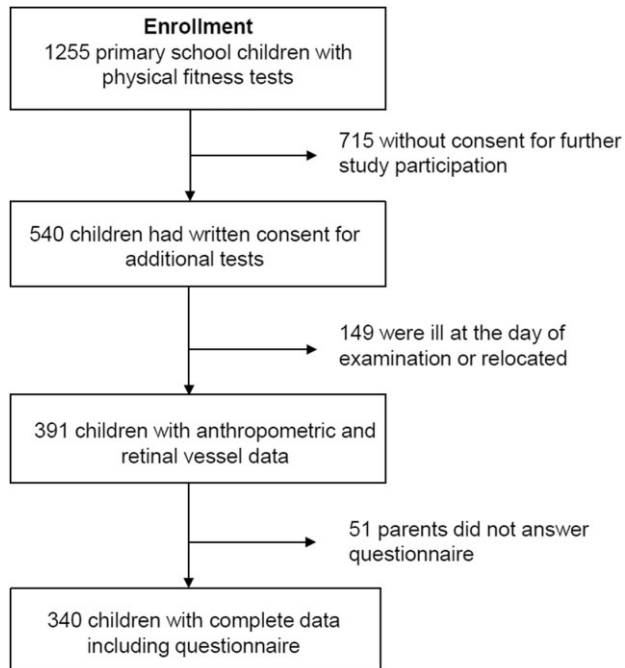 Enrollment
1255 primary school children with
physical fitness tests
715 without consent for further
study participation
540 children had written consent for
additional tests
149 were ill at the day of
examination or relocated
391 children with anthropometric and
retinal vessel data
51 parents did not answer
questionnaire
340 children with complete data
including questionnaire